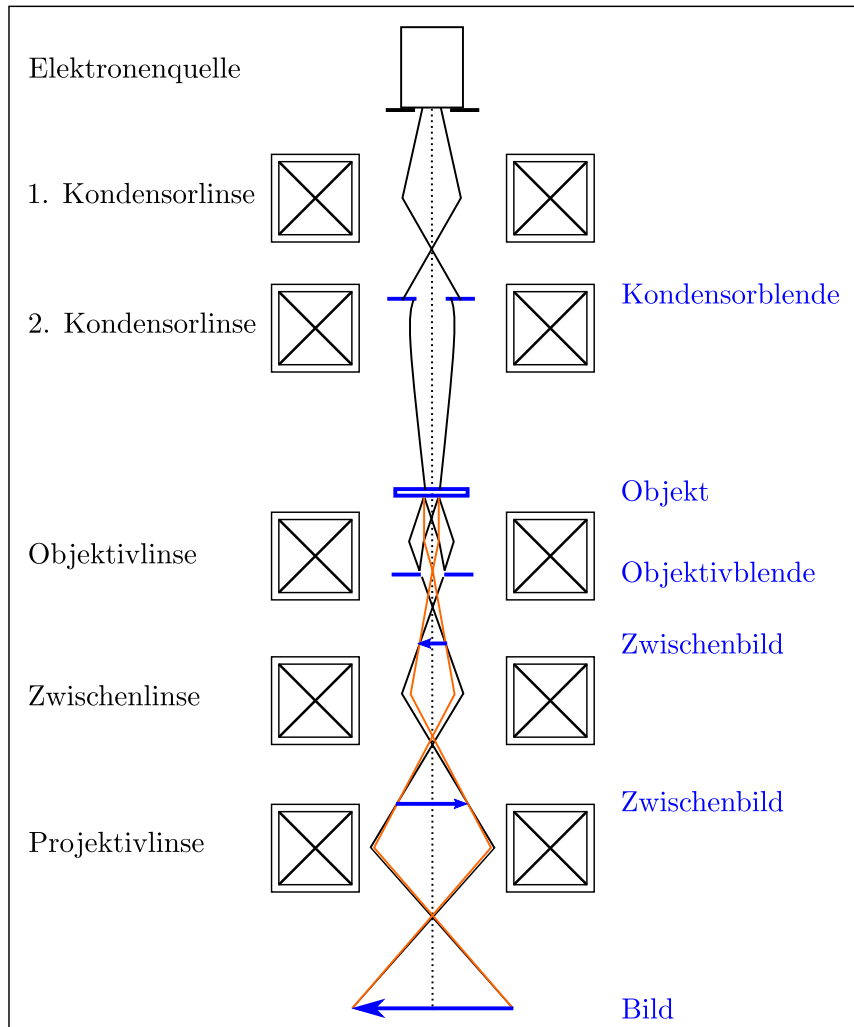 Elektronenquelle
1. Kondensorlinse
Kondensorblende
2. Kondensorlinse
Objekt
Objektivlinse
Objektivblende
Zwischenbild
Zwischenlinse
Zwischenbild
Projektivlinse
Bild